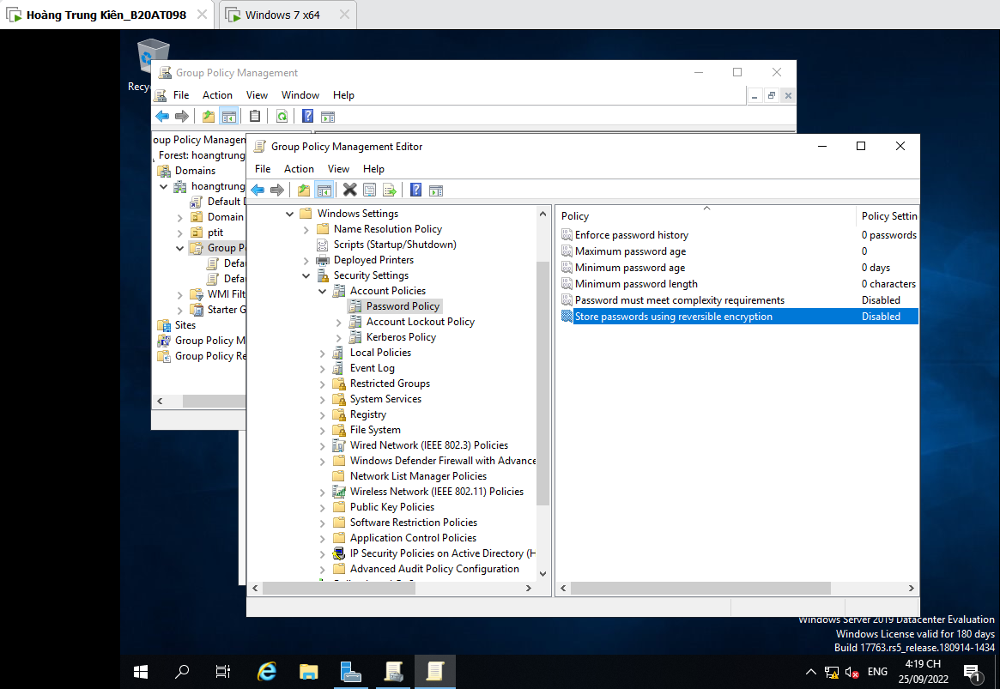 Hoàng Trung Kiên_B20AT098
Windows 7 x64
Recy
Group Policy Management
File Action View Window Help
oup Policy Managen
Forest: hoangtrung
Domains
hoangtrung
Default D
Domain
ptit
Group P
Defa
Defa
WMI Filt
Starter G
Sites
Group Policy M
Group Policy Re
Group Policy Management Editor
File Action View Help
Windows Settings
Name Resolution Policy
Scripts (Startup/Shutdown)
Deployed Printers
Security Settings
Account Policies
Password Policy
Account Lockout Policy
Kerberos Policy
Local Policies
Event Log
Restricted Groups
System Services
Registry
File System
Wired Network (IEEE 802.3) Policies
Windows Defender Firewall with Advance
Network List Manager Policies
Wireless Network (IEEE 802.11) Policies
Public Key Policies
Software Restriction Policies
Application Control Policies
IP Security Policies on Active Directory (H
Advanced Audit Policy Configuration
Policy Policy Settin
Enforce password history 0 passwords
Maximum password age 0
Minimum password age 0 days
Minimum password length 0 characters
Password must meet complexity requirements Disabled
Store passwords using reversible encryption Disabled
Windows Server 2019 Datacenter Evaluation
Windows License valid for 180 days
Build 17763.rs5_release.180914-1434
ENG
4:19 CH
25/09/2022
1